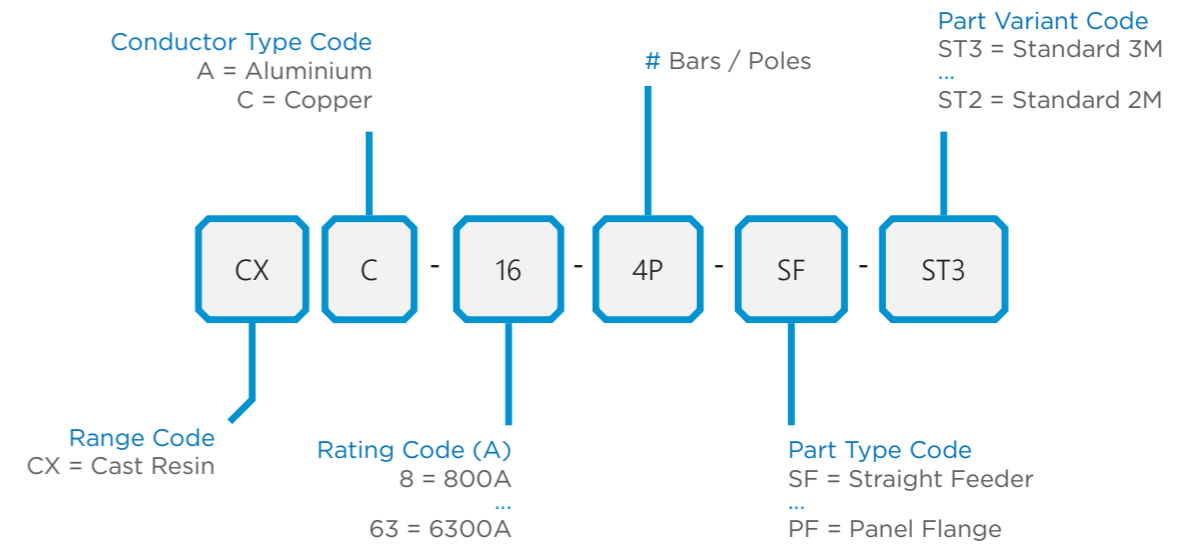 Conductor Type Code
A = Aluminium
C = Copper
# Bars / Poles
Part Variant Code
ST3 = Standard 3M
...
ST2 = Standard 2M
CX C - 16 - 4P - SF - ST3
Range Code
CX = Cast Resin
Rating Code (A)
8 = 800A
...
63 = 6300A
Part Type Code
SF = Straight Feeder
...
PF = Panel Flange